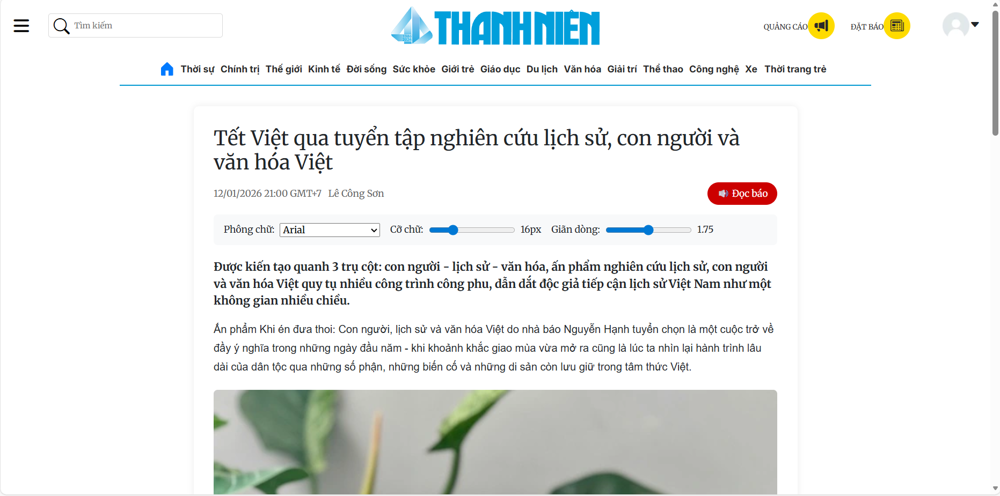 Tìm kiếm
1986
2026
THANHNIÊN
QUẢNG CÁO
ĐẶT BÁO
Thời sự Chính trị Thế giới Kinh tế Đời sống Sức khỏe Giới trẻ Giáo dục Du lịch Văn hóa Giải trí Thể thao Công nghệ Xe Thời trang trẻ
Tết Việt qua tuyển tập nghiên cứu lịch sử, con người và
văn hóa Việt
12/01/2026 21:00 GMT+7 Lê Công Sơn
Đọc báo
Phông chữ: Arial Cỡ chữ: 16px Giãn dòng: 1.75
Được kiến tạo quanh 3 trụ cột: con người - lịch sử - văn hóa, ấn phẩm nghiên cứu lịch sử, con người
và văn hóa Việt quy tụ nhiều công trình công phu, dẫn dắt độc giả tiếp cận lịch sử Việt Nam như một
không gian nhiều chiều.
Ấn phẩm Khi én đưa thoi: Con người, lịch sử và văn hóa Việt do nhà báo Nguyễn Hạnh tuyển chọn là một cuộc trở về
đầy ý nghĩa trong những ngày đầu năm - khi khoảnh khắc giao mùa vừa mở ra cũng là lúc ta nhìn lại hành trình lâu
dài của dân tộc qua những số phận, những biến cố và những di sản còn lưu giữ trong tâm thức Việt.